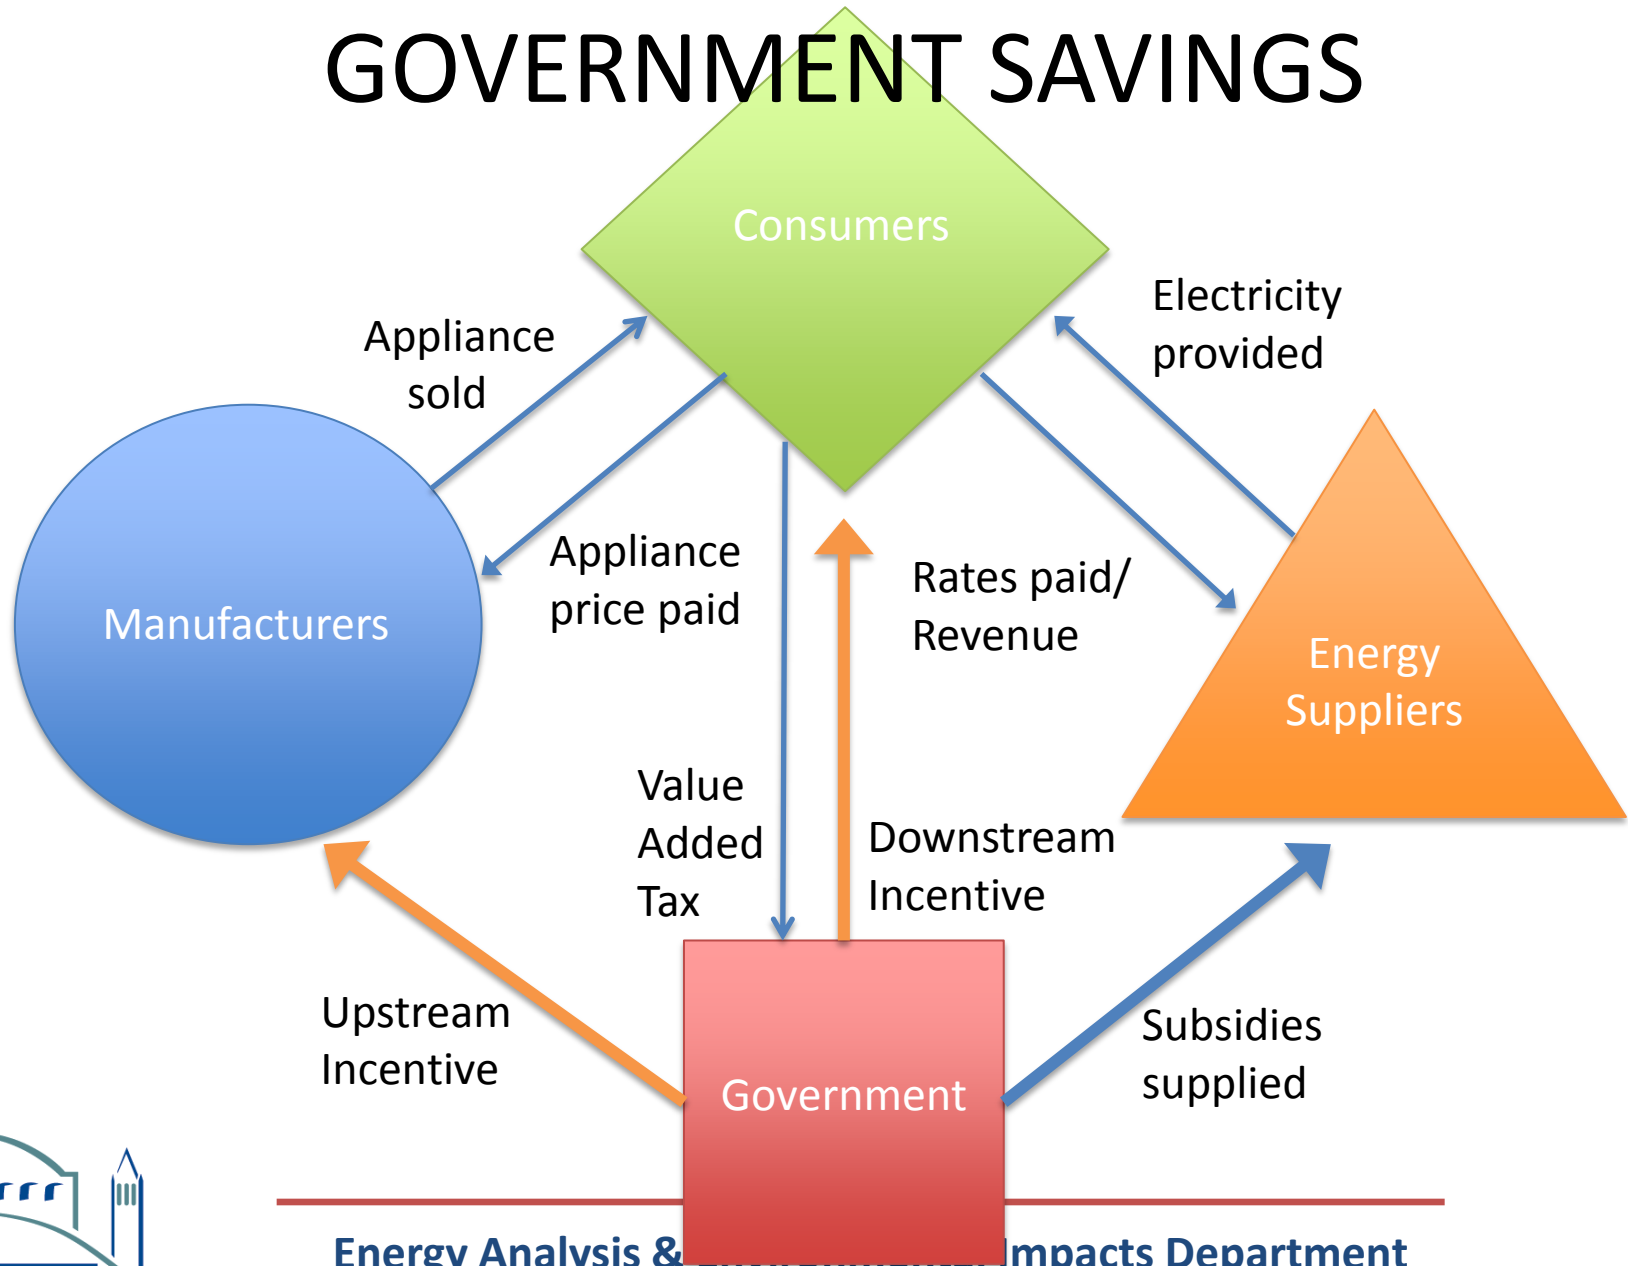 GOVERNMENT SAVINGS
Consumers
Electricity
provided
Appliance
sold
Appliance
price paid
Rates paid/
Revenue
Manufacturers
Energy
Suppliers
Value
Added
Tax
Downstream
Incentive
Upstream
Incentive
Subsidies
supplied
Government
Energy Analysis & Impacts Department